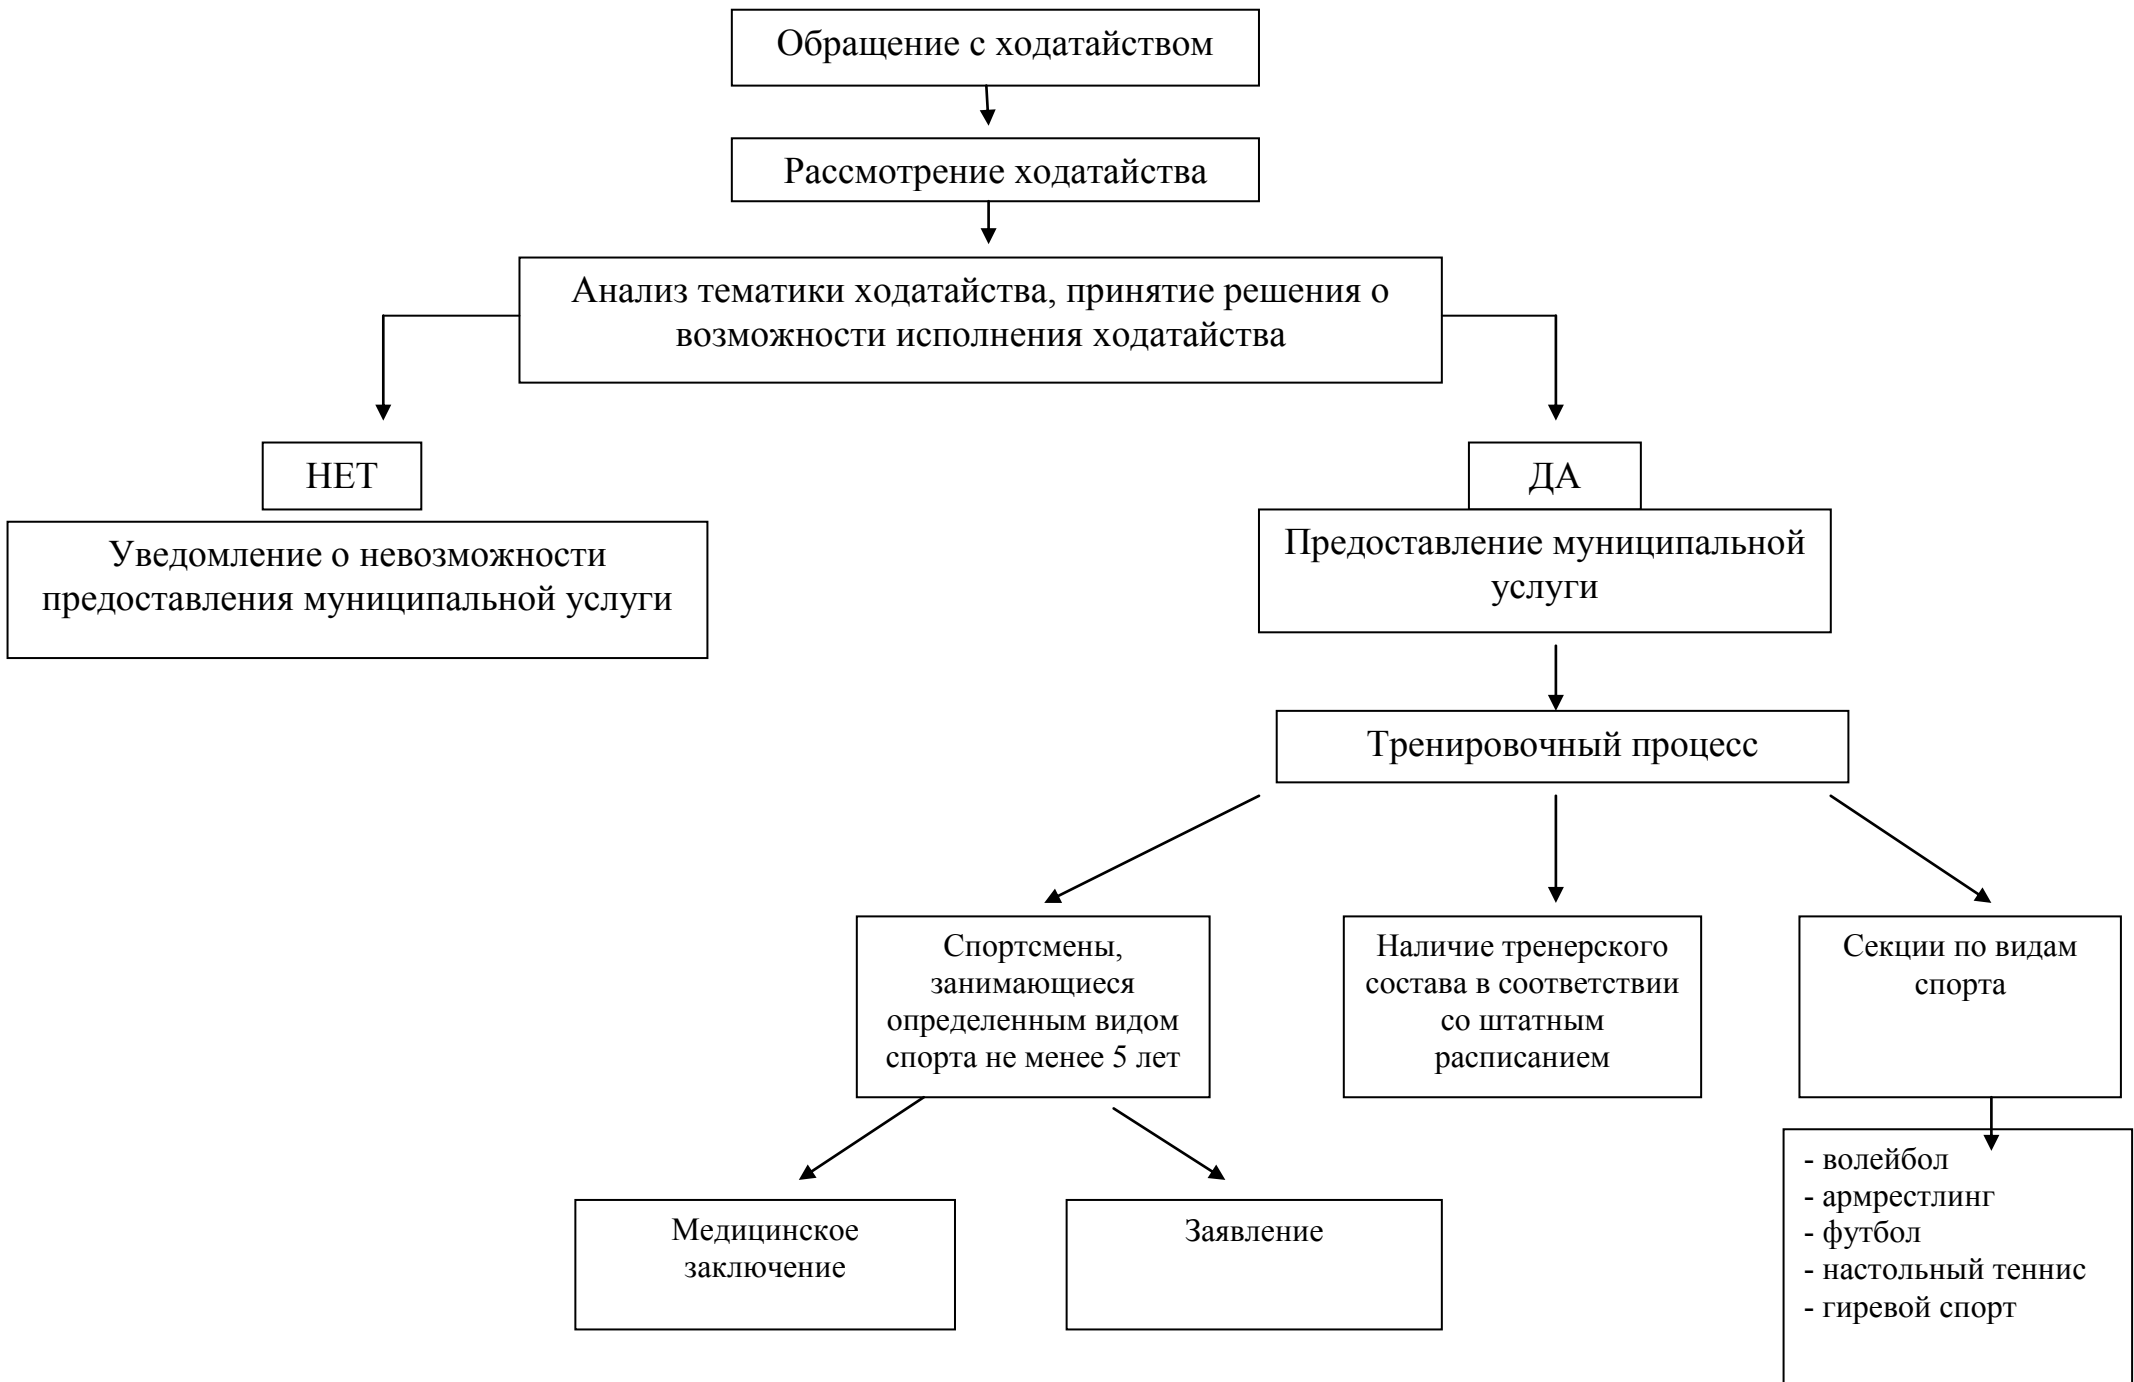 Обращение с ходатайством
Рассмотрение ходатайства
Анализ тематики ходатайства, принятие решения о
возможности исполнения ходатайства
НЕТ
Уведомление о невозможности
предоставления муниципальной услуги
ДА
Предоставление муниципальной
услуги
Тренировочный процесс
Спортсмены,
занимающиеся
определенным видом
спорта не менее 5 лет
Наличие тренерского
состава в соответствии
со штатным
расписанием
Секции по видам
спорта
Медицинское
заключение
Заявление
- волейбол
- армрестлинг
- футбол
- настольный теннис
- гиревой спорт